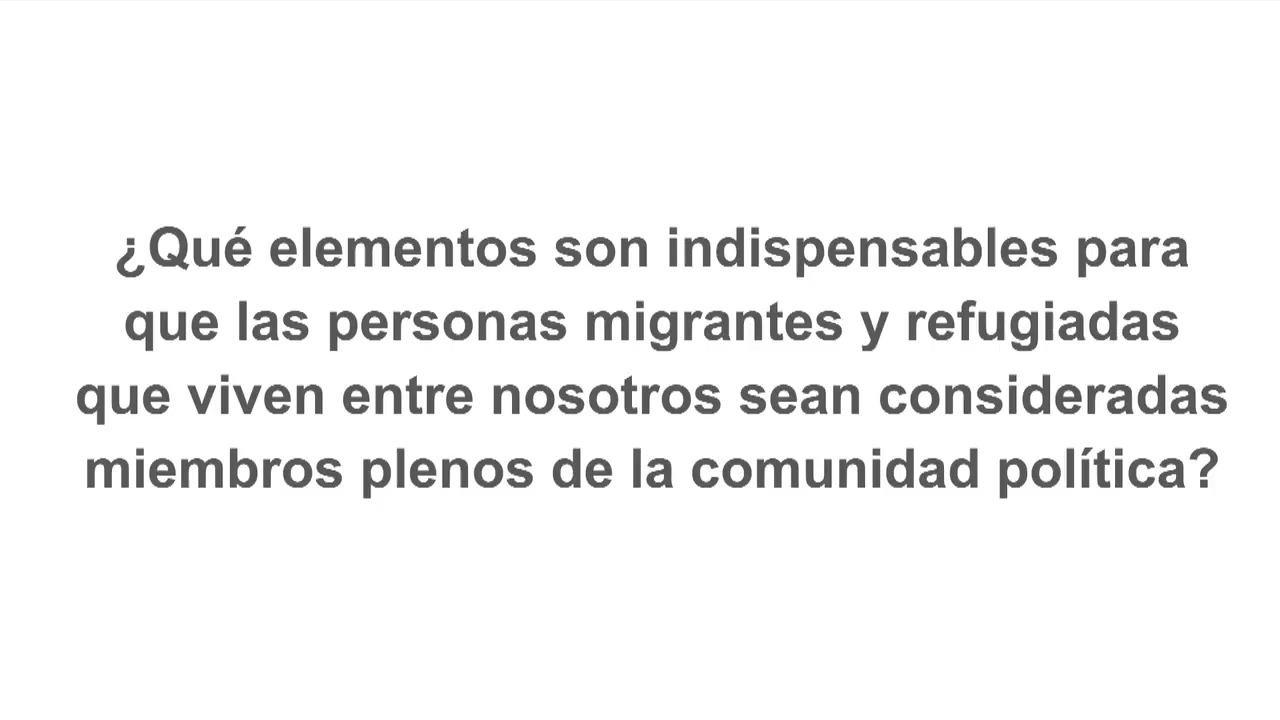 ¿Qué elementos son indispensables para
que las personas migrantes y refugiadas
que viven entre nosotros sean consideradas
miembros plenos de la comunidad política?